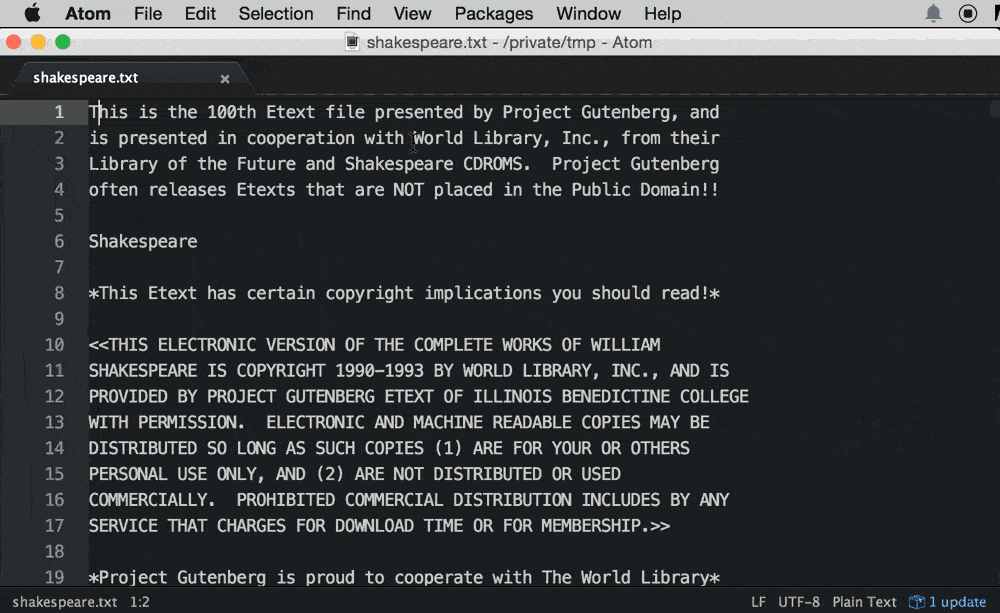 Atom File Edit Selection Find View Packages Window Help
shakespeare.txt - /private/tmp - Atom
shakespeare.txt ×
1 This is the 100th Etext file presented by Project Gutenberg, and
2 is presented in cooperation with World Library, Inc., from their
3 Library of the Future and Shakespeare CDROMS.  Project Gutenberg
4 often releases Etexts that are NOT placed in the Public Domain!!
5
6 Shakespeare
7
8 *This Etext has certain copyright implications you should read!*
9
10 <<THIS ELECTRONIC VERSION OF THE COMPLETE WORKS OF WILLIAM
11 SHAKESPEARE IS COPYRIGHT 1990-1993 BY WORLD LIBRARY, INC., AND IS
12 PROVIDED BY PROJECT GUTENBERG ETEXT OF ILLINOIS BENEDICTINE COLLEGE
13 WITH PERMISSION.  ELECTRONIC AND MACHINE READABLE COPIES MAY BE
14 DISTRIBUTED SO LONG AS SUCH COPIES (1) ARE FOR YOUR OR OTHERS
15 PERSONAL USE ONLY, AND (2) ARE NOT DISTRIBUTED OR USED
16 COMMERCIALLY.  PROHIBITED COMMERCIAL DISTRIBUTION INCLUDES BY ANY
17 SERVICE THAT CHARGES FOR DOWNLOAD TIME OR FOR MEMBERSHIP.>>
18
19 *Project Gutenberg is proud to cooperate with The World Library*
shakespeare.txt 1:2 LF UTF-8 Plain Text 1 update